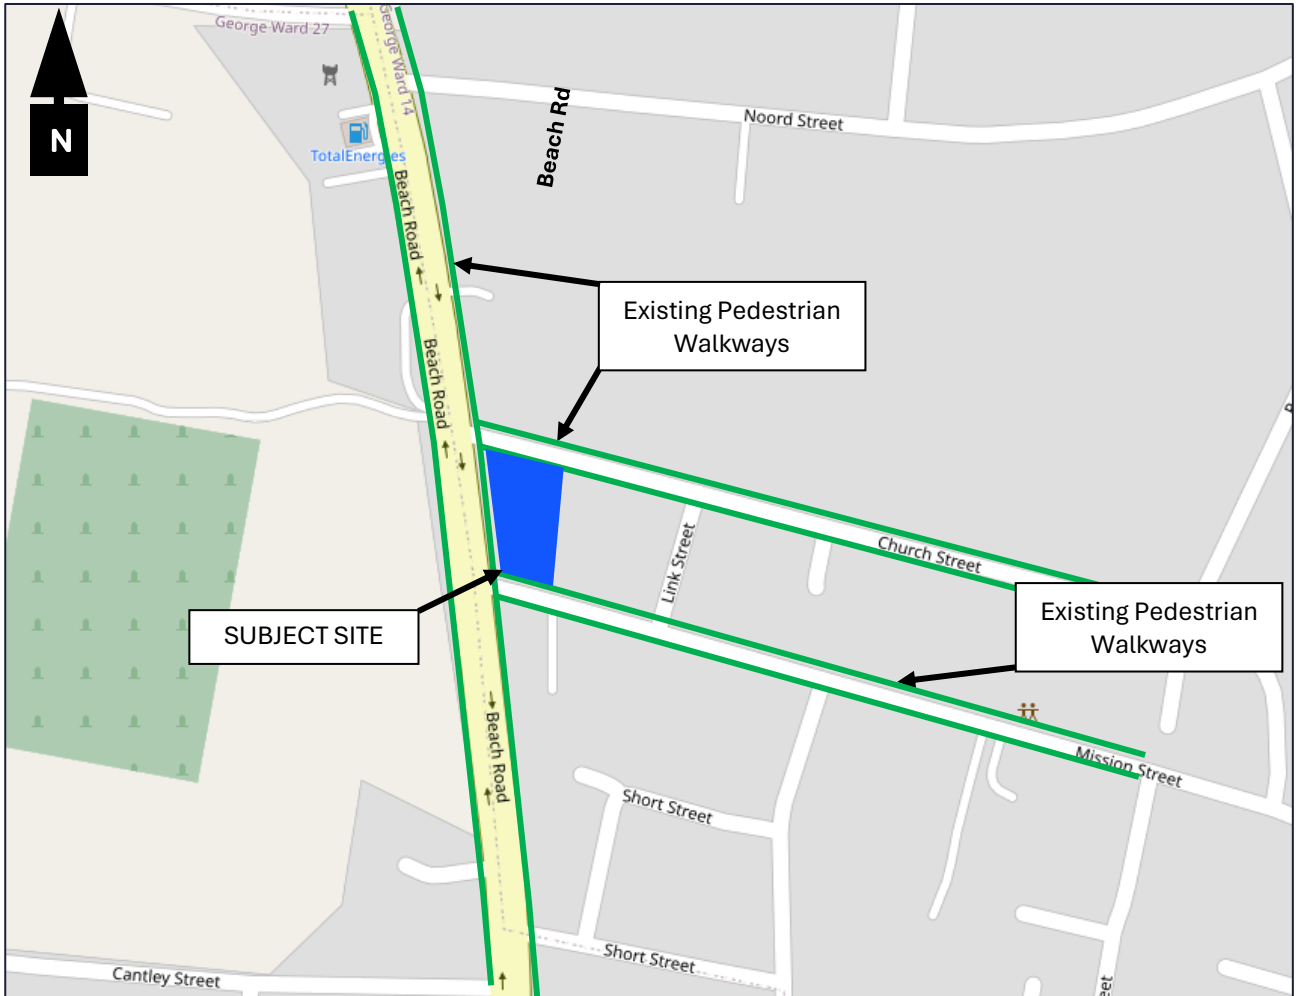 George Ward 27
George Ward 14
N
TotalEnergies
Beach Rd
Noord Street
Beach Road
Existing Pedestrian
Walkways
Beach Road
Church Street
Link Street
Existing Pedestrian
Walkways
SUBJECT SITE
Beach Road
Mission Street
Short Street
Short Street
Cantley Street
eet